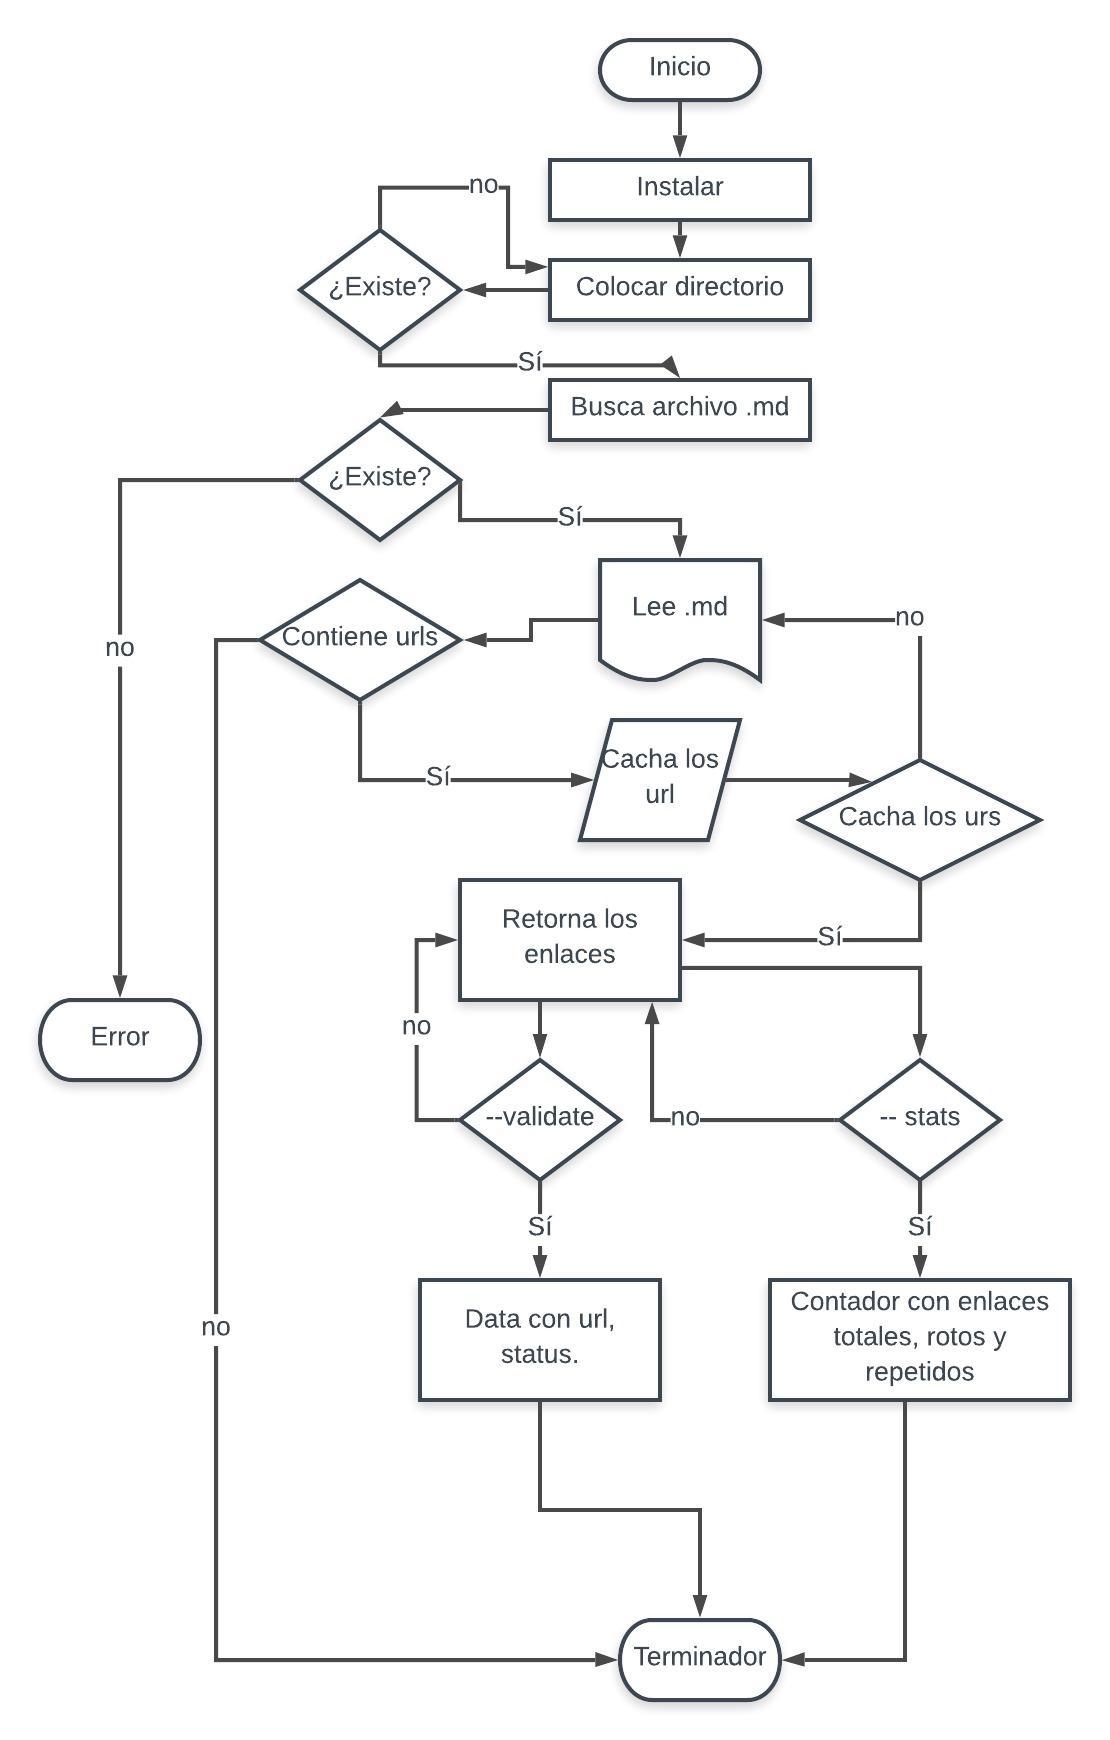 Inicio
Instalar
no
Colocar directorio
¿Existe?
Sí
Busca archivo .md
¿Existe?
Sí
no
Lee .md
no
Contiene urls
Sí
Cacha los
url
Cacha los urs
Retorna los
enlaces
Sí
no
Error
--validate
no
-- stats
Sí
Sí
Data con url,
status.
Contador con enlaces
totales, rotos y
repetidos
no
Terminador